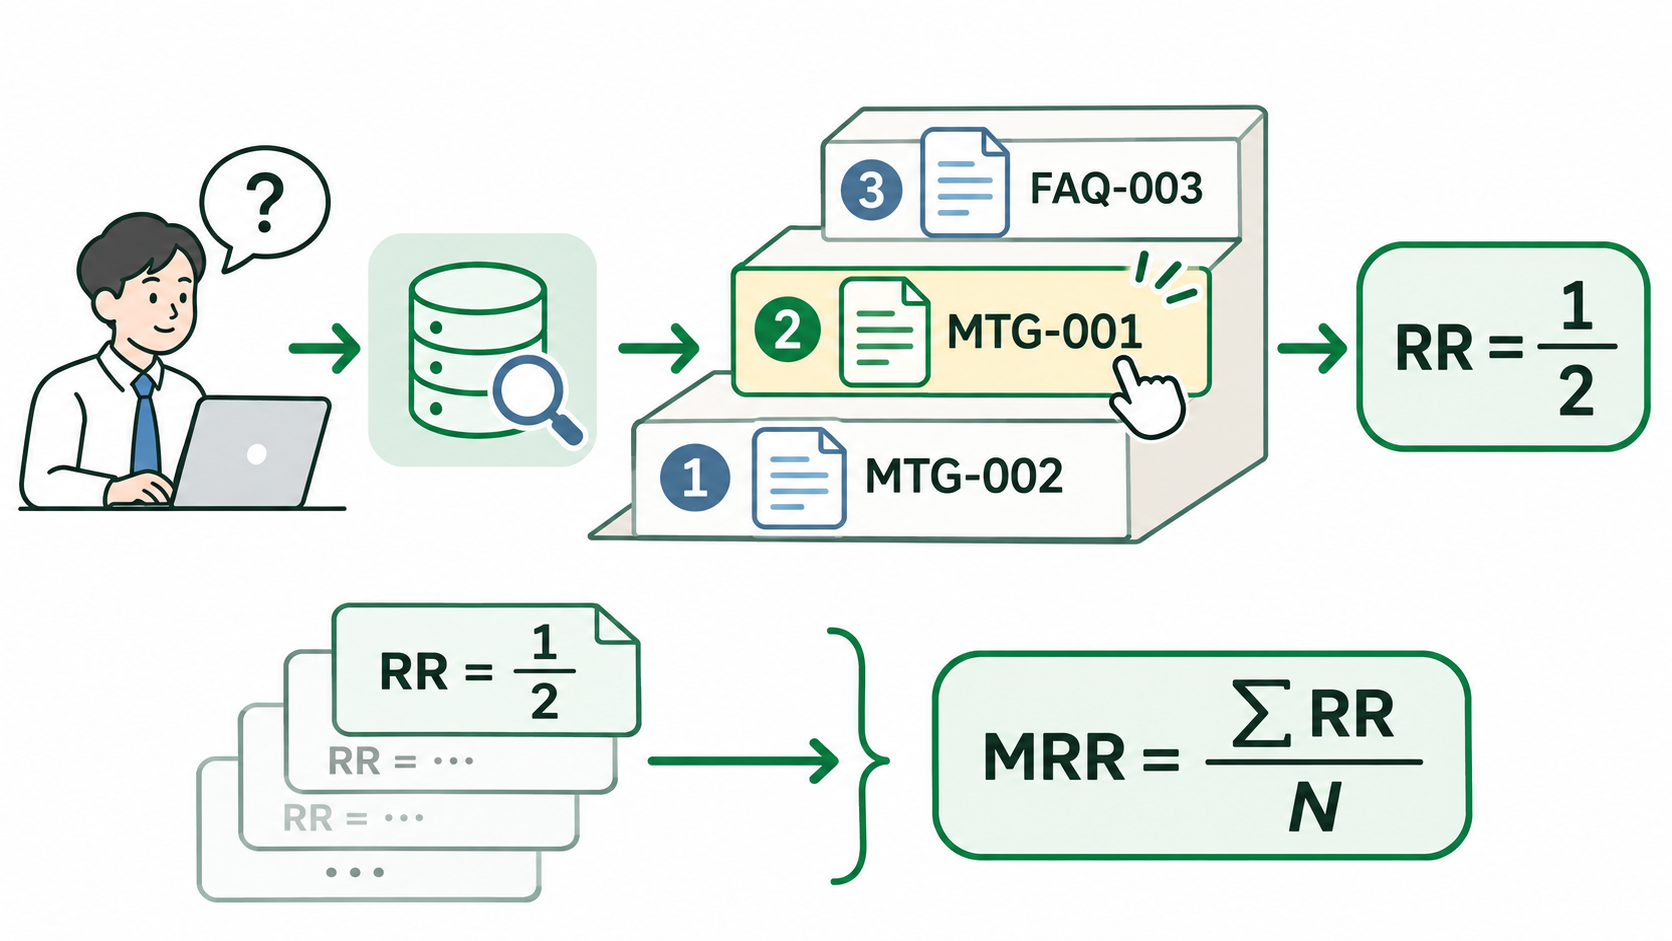 ?
3 FAQ-003
2 MTG-001
1 MTG-002
RR = 1/2
RR = 1/2
RR = ...
RR = ...
...
MRR = ∑ RR / N